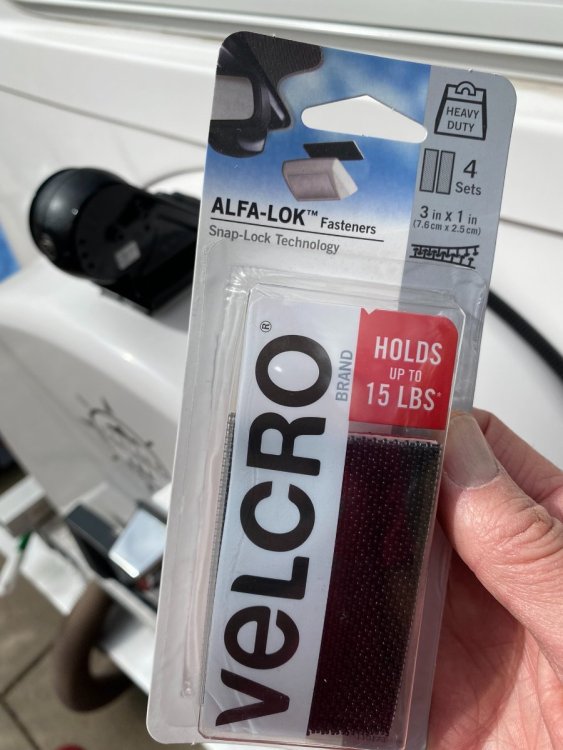 HEAVY
DUTY
4
Sets
3 in x 1 in
(7.6 cm x 2.5 cm)
ALFA-LOK™ Fasteners
Snap-Lock Technology
VELCRO®
BRAND
HOLDS
UP TO
15 LBS*